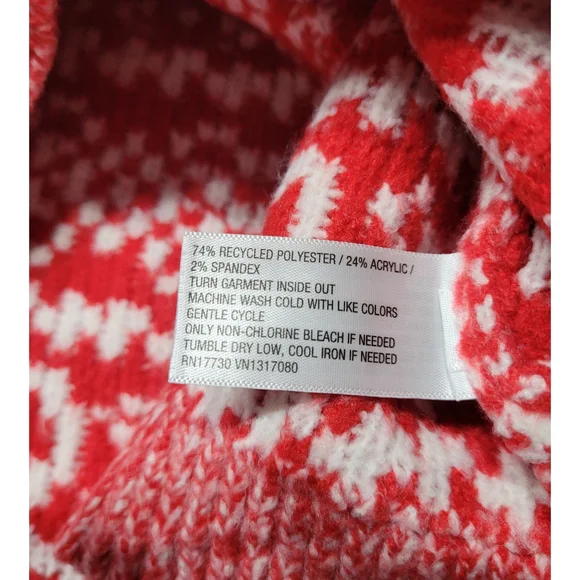 74% RECYCLED POLYESTER / 24% ACRYLIC /
2% SPANDEX
TURN GARMENT INSIDE OUT
MACHINE WASH COLD WITH LIKE COLORS
GENTLE CYCLE
ONLY NON-CHLORINE BLEACH IF NEEDED
TUMBLE DRY LOW, COOL IRON IF NEEDED
RN17730 VN1317080